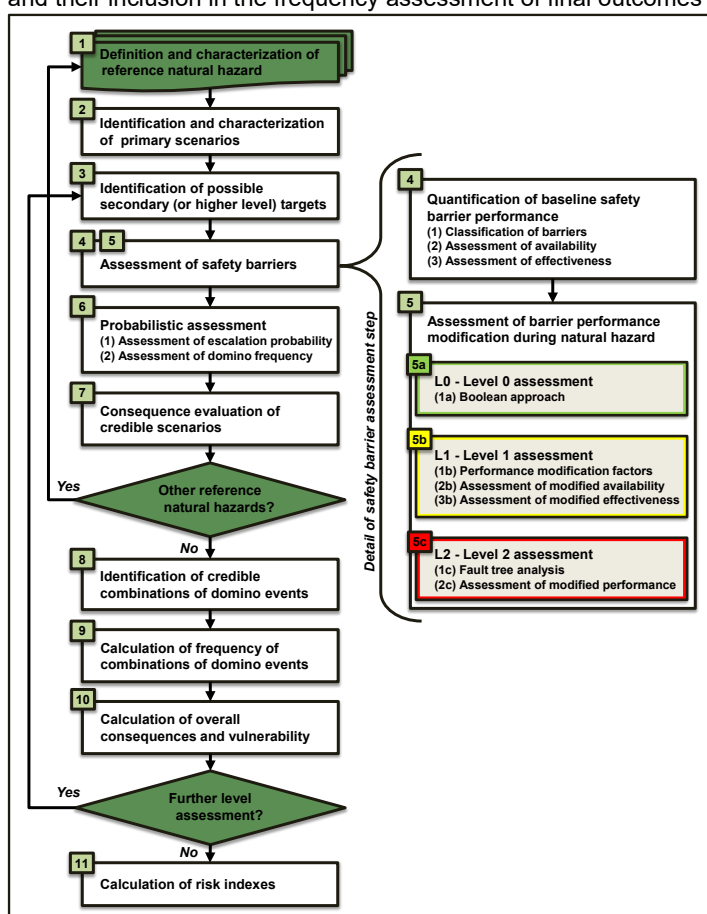 and their inclusion in the frequency assessment of final outcomes
1
Definition and characterization of
reference natural hazard
2
Identification and characterization
of primary scenarios
3
Identification of possible
secondary (or higher level) targets
4 5
Assessment of safety barriers
6
Probabilistic assessment
(1) Assessment of escalation probability
(2) Assessment of domino frequency
7
Consequence evaluation of
credible scenarios
Yes
Other reference
natural hazards?
No
8
Identification of credible
combinations of domino events
9
Calculation of frequency of
combinations of domino events
10
Calculation of overall
consequences and vulnerability
Yes
Further level
assessment?
No
11
Calculation of risk indexes
Detail of safety barrier assessment step
4
Quantification of baseline safety
barrier performance
(1) Classification of barriers
(2) Assessment of availability
(3) Assessment of effectiveness
5
Assessment of barrier performance
modification during natural hazard
5a
L0 - Level 0 assessment
(1a) Boolean approach
5b
L1 - Level 1 assessment
(1b) Performance modification factors
(2b) Assessment of modified availability
(3b) Assessment of modified effectiveness
5c
L2 - Level 2 assessment
(1c) Fault tree analysis
(2c) Assessment of modified performance